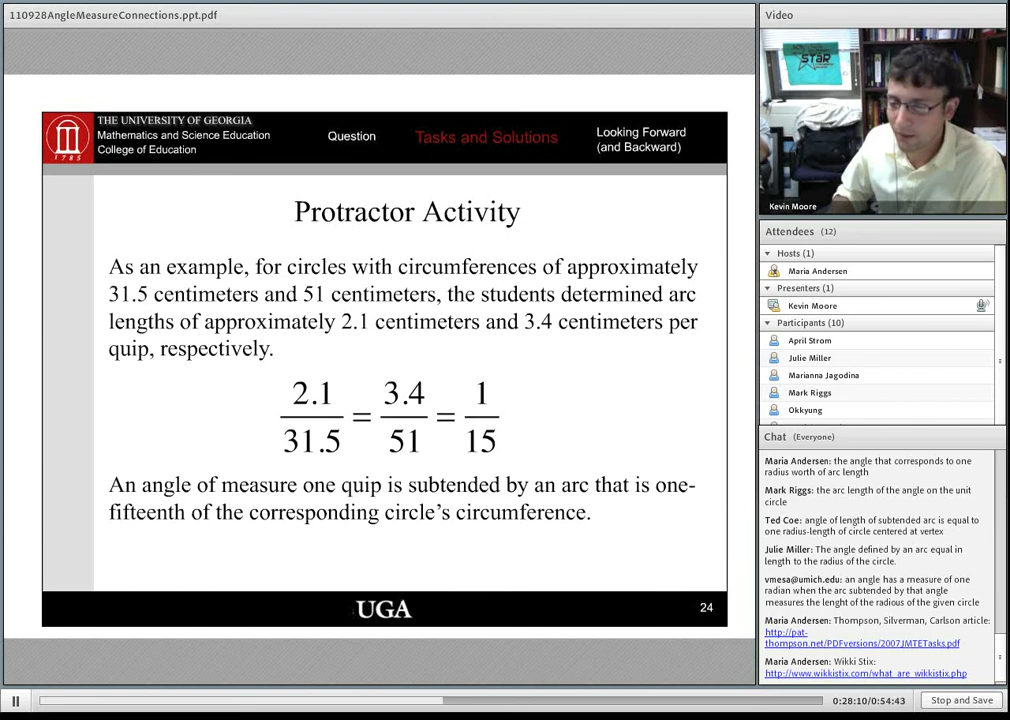 110928AngleMeasureConnections.ppt.pdf
THE UNIVERSITY OF GEORGIA
Mathematics and Science Education
College of Education
1785
Question
Tasks and Solutions
Looking Forward
(and Backward)
Protractor Activity
As an example, for circles with circumferences of approximately
31.5 centimeters and 51 centimeters, the students determined arc
lengths of approximately 2.1 centimeters and 3.4 centimeters per
quip, respectively.
2.1/31.5 = 3.4/51 = 1/15
An angle of measure one quip is subtended by an arc that is one-
fifteenth of the corresponding circle's circumference.
UGA
24
Video
STaR
Kevin Moore
Attendees (12)
Hosts (1)
Maria Andersen
Presenters (1)
Kevin Moore
Participants (10)
April Strom
Julie Miller
Marianna Jagodina
Mark Riggs
Okkyung
Chat (Everyone)
Maria Andersen: the angle that corresponds to one
radius worth of arc length
Mark Riggs: the arc length of the angle on the unit
circle
Ted Coe: angle of length of subtended arc is equal to
one radius-length of circle centered at vertex
Julie Miller: The angle defined by an arc equal in
length to the radius of the circle.
vmesa@umich.edu: an angle has a measure of one
radian when the arc subtended by that angle
measures the lenght of the radious of the given circle
Maria Andersen: Thompson, Silverman, Carlson article:
http://pat-
thompson.net/PDFversions/2007JMTETasks.pdf
Maria Andersen: Wikki Stix:
http://www.wikkistix.com/what_are_wikkistix.php
0:28:10/0:54:43
Stop and Save